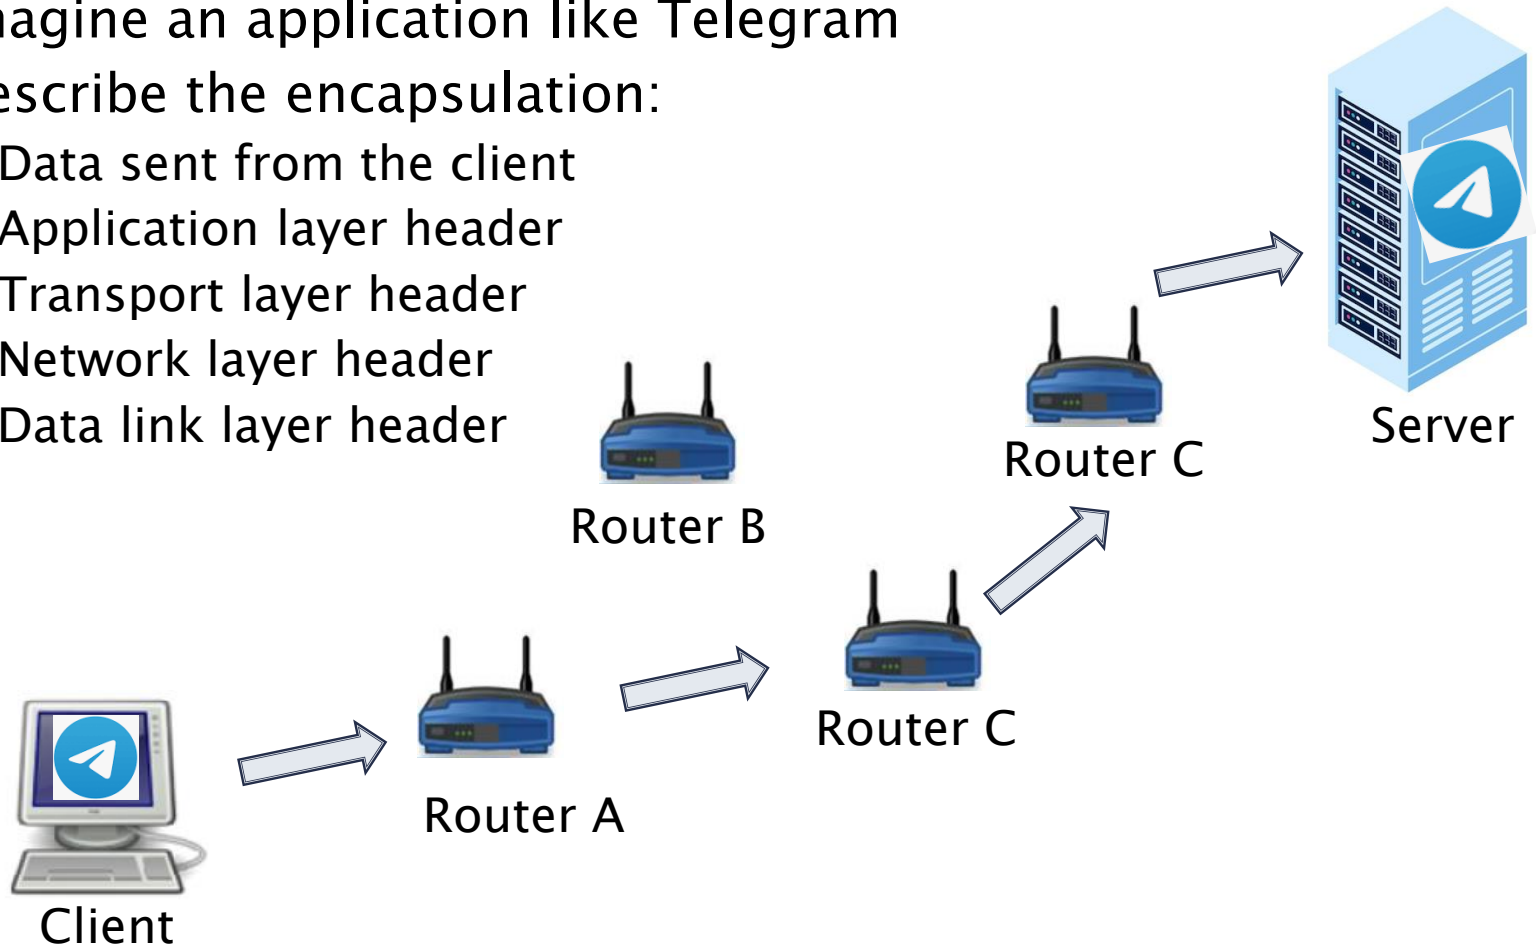 magine an application like Telegram
escribe the encapsulation:
Data sent from the client
Application layer header
Transport layer header
Network layer header
Data link layer header
Server
Router C
Router B
Router C
Router A
Client